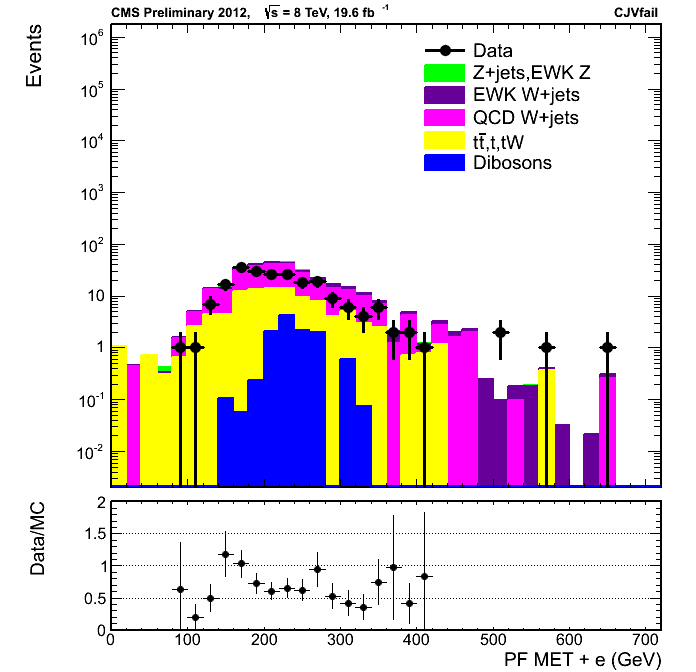 CMS Preliminary 2012, √s = 8 TeV, 19.6 fb⁻¹ CJVfail
Events
10⁶
10⁵
10⁴
10³
10²
10
1
10⁻¹
10⁻²
Data
Z+jets,EWK Z
EWK W+jets
QCD W+jets
tt̄,t,tW
Dibosons
Data/MC
2
1.5
1
0.5
0
0 100 200 300 400 500 600 700
PF MET + e (GeV)